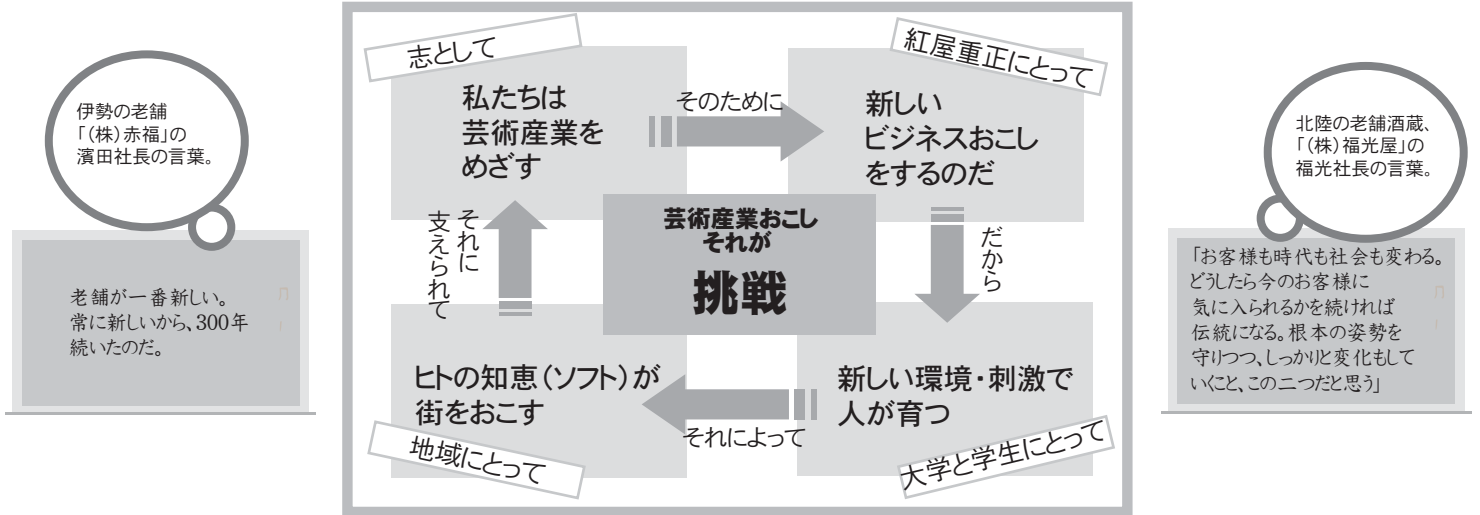 伊勢の老舗
「(株)赤福」の
濱田社長の言葉。
老舗が一番新しい。
常に新しいから、300年
続いたのだ。
志として
私たちは
芸術産業を
めざす
そのために
紅屋重正にとって
新しい
ビジネスおこし
をするのだ
だから
芸術産業おこし
それが
挑戦
それに
支えられて
ヒトの知恵(ソフト)が
街をおこす
地域にとって
それによって
新しい環境・刺激で
人が育つ
大学と学生にとって
北陸の老舗酒蔵、
「(株)福光屋」の
福光社長の言葉。
「お客様も時代も社会も変わる。
どうしたら今のお客様に
気に入られるかを続ければ
伝統になる。根本の姿勢を
守りつつ、しっかりと変化もして
いくこと、この二つだと思う」